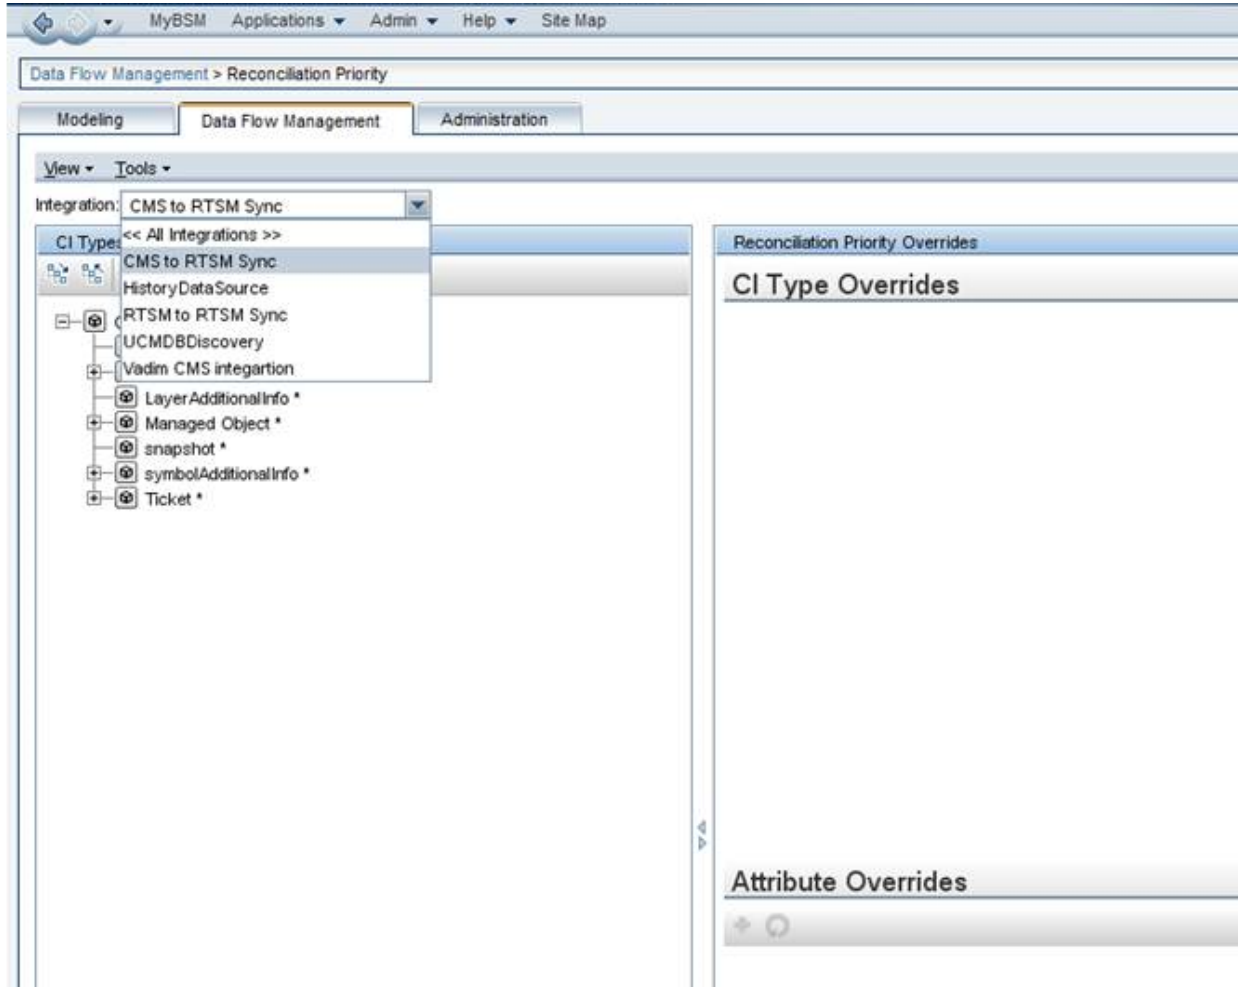 MyBSM Applications Admin Help Site Map
Data Flow Management > Reconciliation Priority
Modeling Data Flow Management Administration
View Tools
Integration: CMS to RTSM Sync
<< All Integrations >>
CMS to RTSM Sync
HistoryDataSource
RTSM to RTSM Sync
UCMDBDiscovery
Vadim CMS integartion
CI Types
LayerAdditionalInfo *
Managed Object *
snapshot *
symbolAdditionalInfo *
Ticket *
Reconciliation Priority Overrides
CI Type Overrides
Attribute Overrides